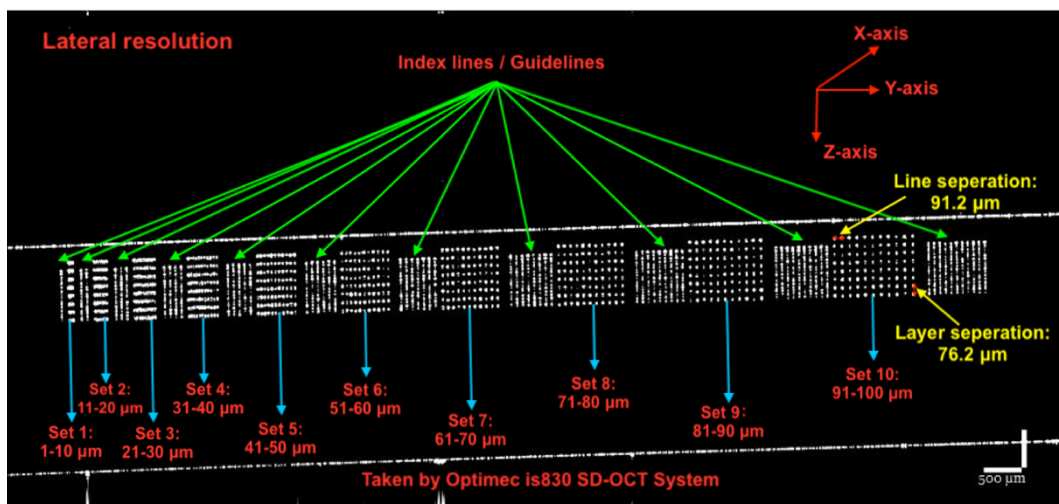 Lateral resolution
X-axis
Index lines / Guidelines
Y-axis
Z-axis
Line seperation:
91.2 µm
Layer seperation:
76.2 µm
Set 1:
1-10 µm
Set 2:
11-20 µm
Set 3:
21-30 µm
Set 4:
31-40 µm
Set 5:
41-50 µm
Set 6:
51-60 µm
Set 7:
61-70 µm
Set 8:
71-80 µm
Set 9:
81-90 µm
Set 10:
91-100 µm
Taken by Optimec is830 SD-OCT System
500 µm